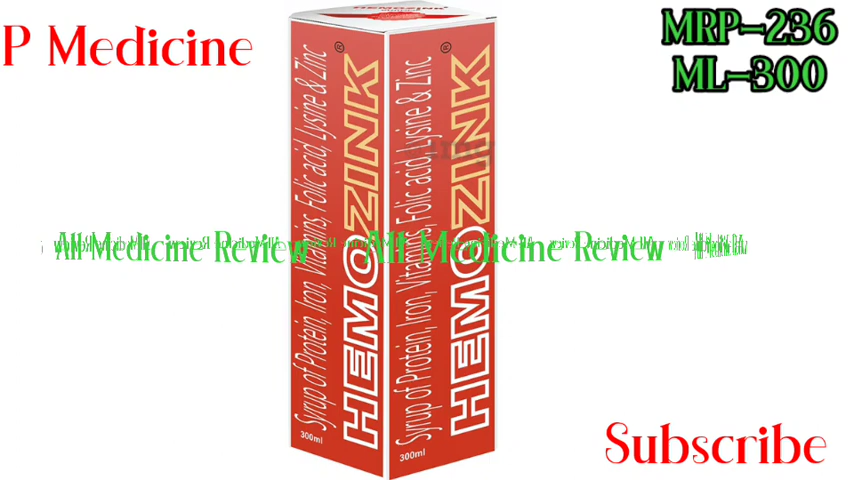 P Medicine
MRP-236
ML-300
HEMOZINK
Syrup of Protein, Iron, Vitamins, Folic acid, Lysine & Zinc
HEMOZINK®
300ml
Syrup of Protein, Iron, Vitamins, Folic acid, Lysine & Zinc
HEMOZINK®
300ml
All Medicine Review
All Medicine Review
Subscribe